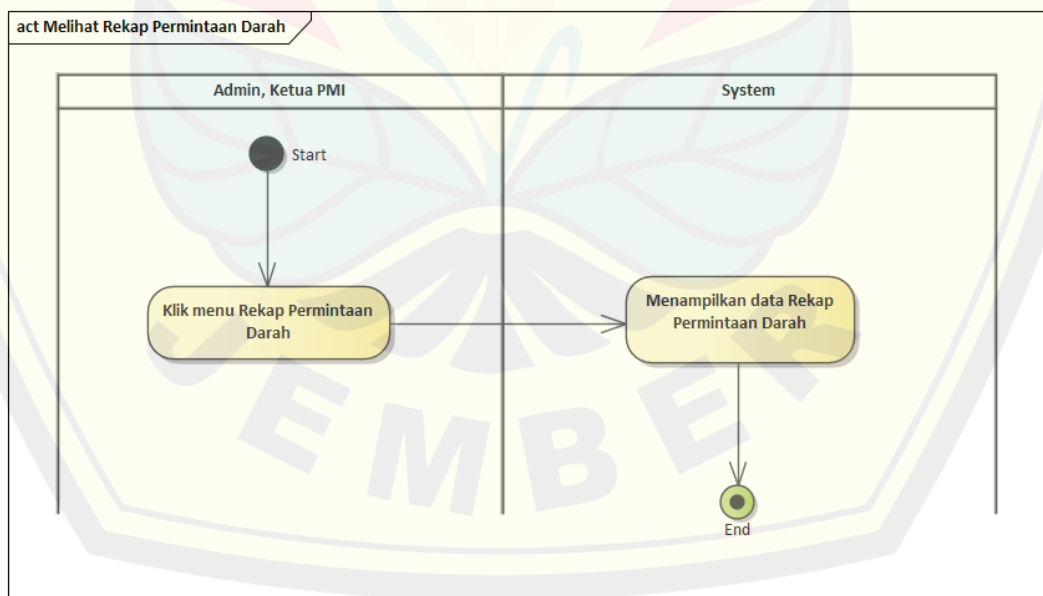 act Melihat Rekap Permintaan Darah
Admin, Ketua PMI
System
Start
Klik menu Rekap Permintaan
Darah
Menampilkan data Rekap
Permintaan Darah
End
JEMBER